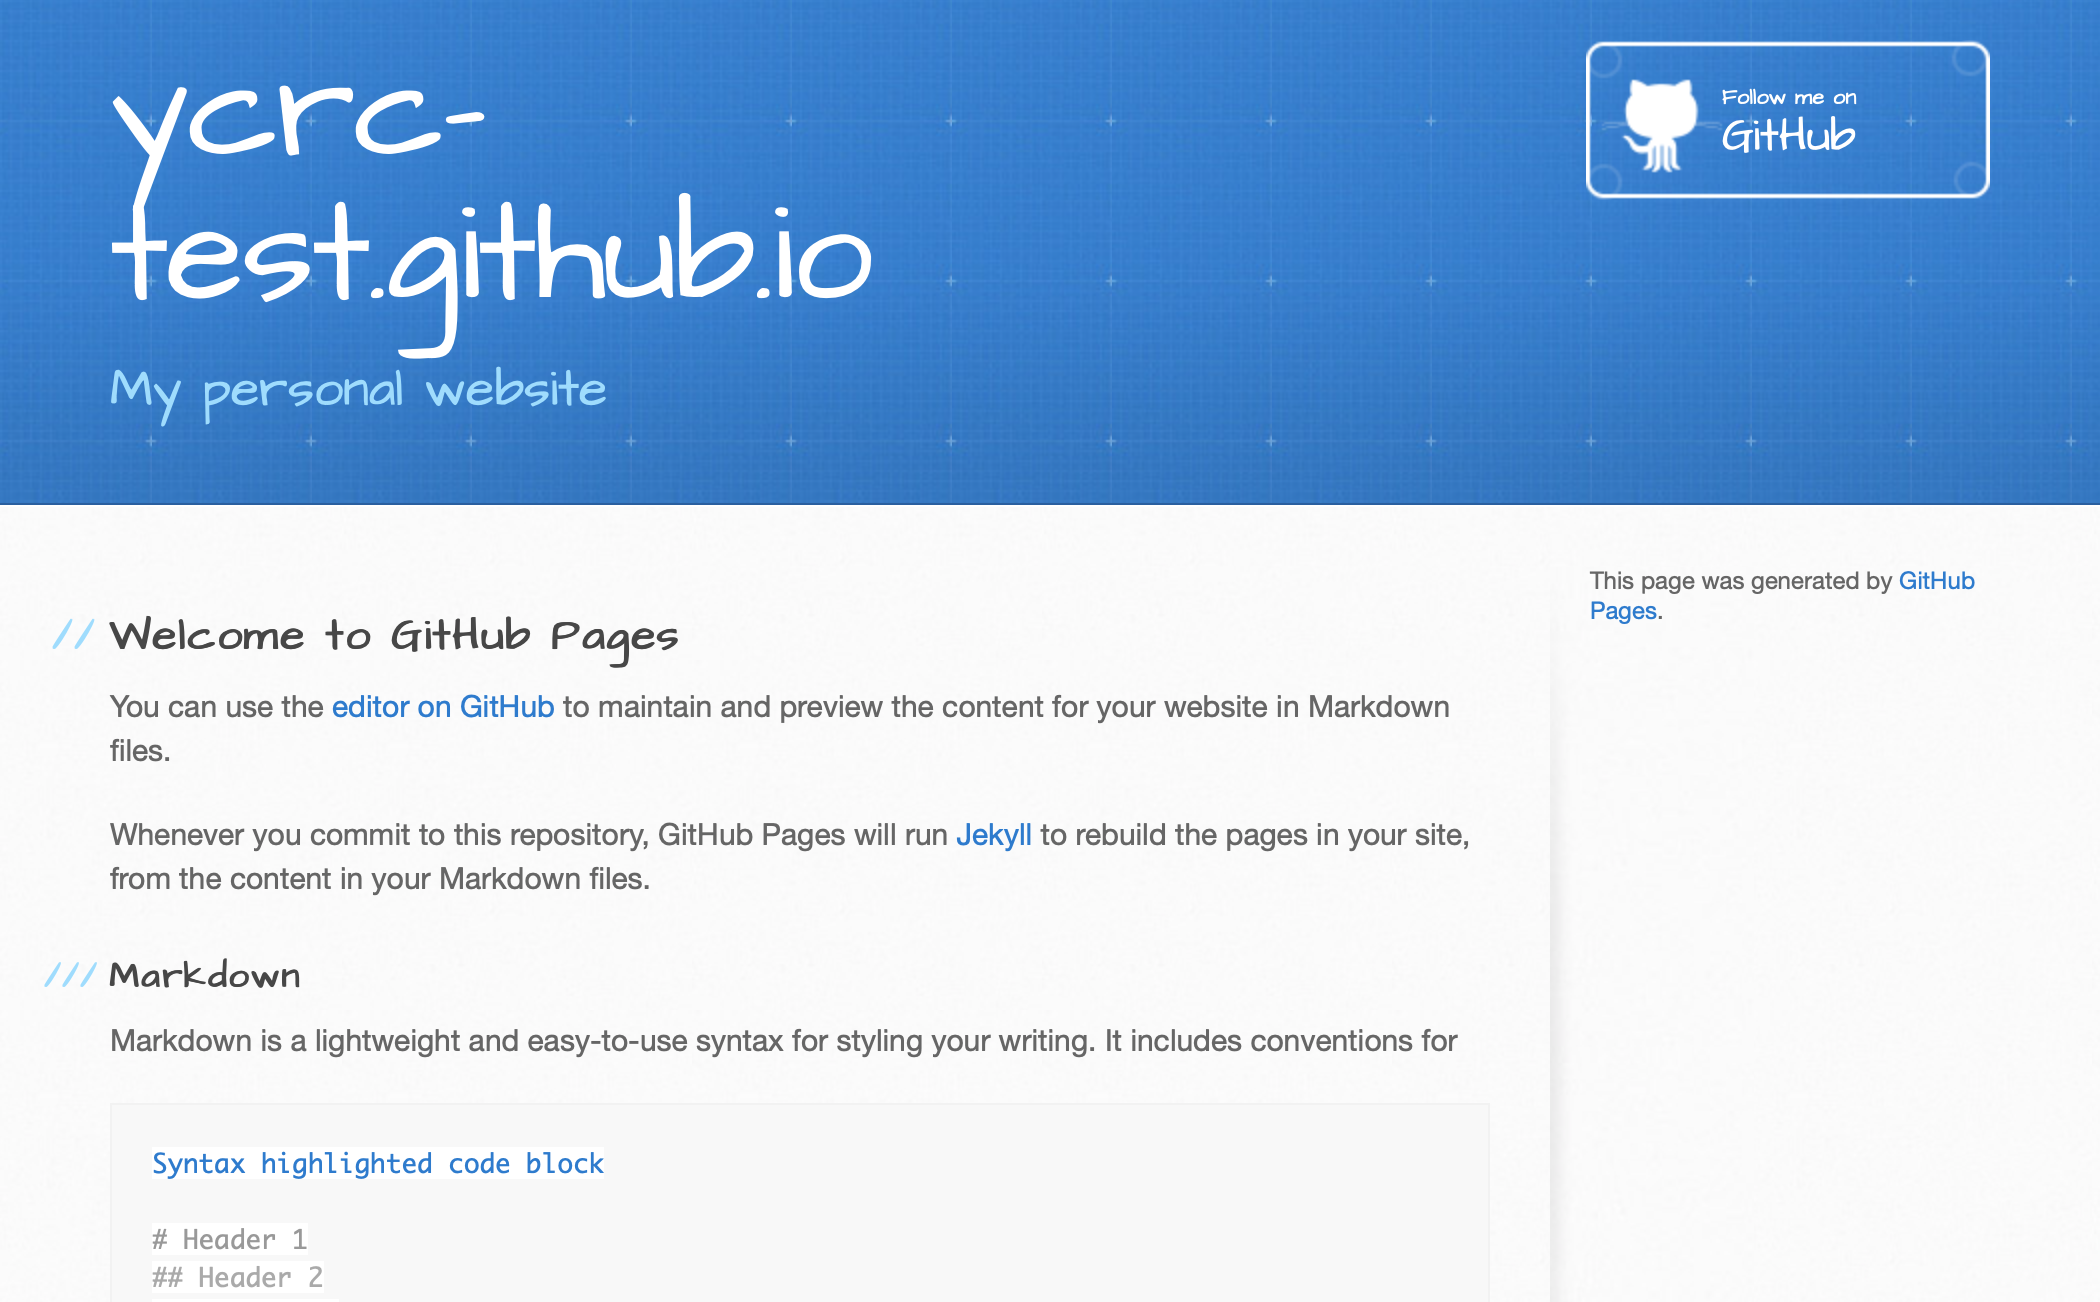 ycrc-
test.github.io
My personal website
Follow me on
GitHub
This page was generated by GitHub
Pages.
// Welcome to GitHub Pages
You can use the editor on GitHub to maintain and preview the content for your website in Markdown
files.
Whenever you commit to this repository, GitHub Pages will run Jekyll to rebuild the pages in your site,
from the content in your Markdown files.
/// Markdown
Markdown is a lightweight and easy-to-use syntax for styling your writing. It includes conventions for
Syntax highlighted code block
# Header 1
## Header 2